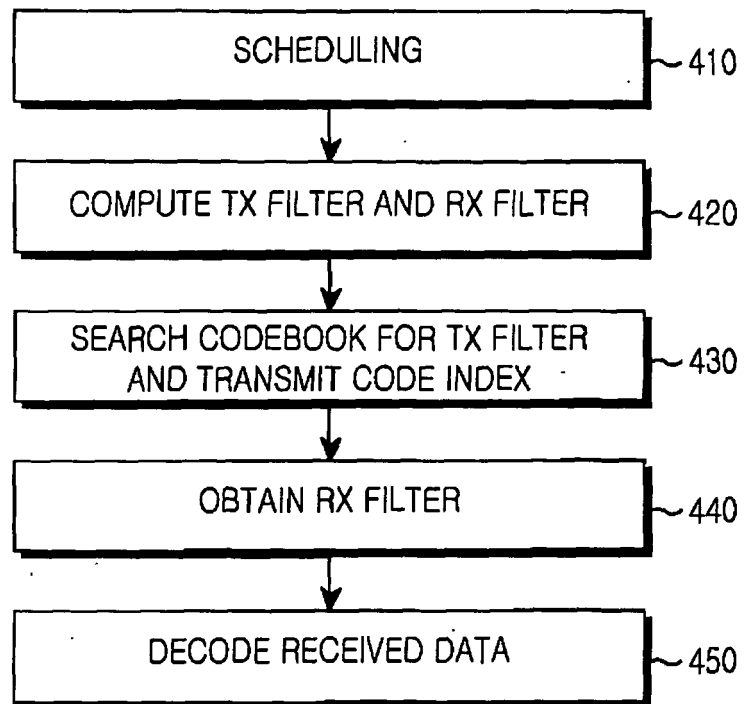 SCHEDULING
410
COMPUTE TX FILTER AND RX FILTER
420
SEARCH CODEBOOK FOR TX FILTER
AND TRANSMIT CODE INDEX
430
OBTAIN RX FILTER
440
DECODE RECEIVED DATA
450